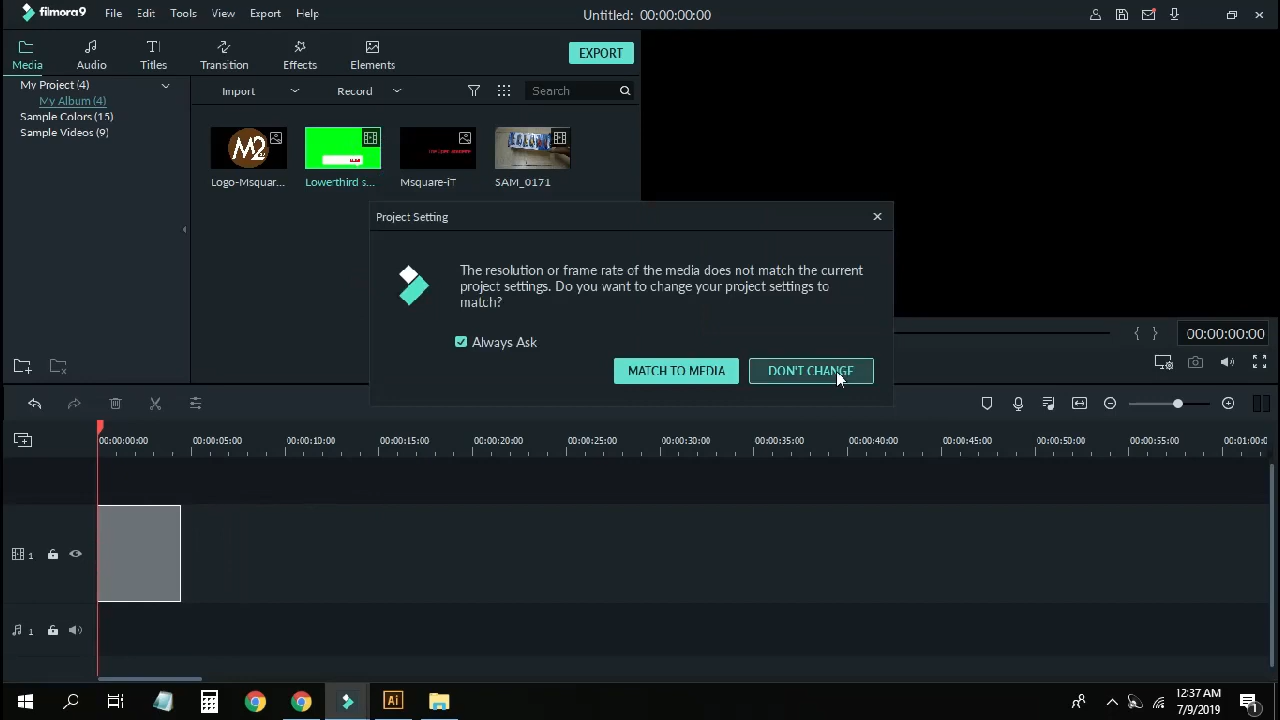 filmora9 File Edit Tools View Export Help Untitled: 00:00:00:00
Media Audio Titles Transition Effects Elements EXPORT
My Project (4)
My Album (4)
Sample Colors (15)
Sample Videos (9)
Import Record Search
M2
Logo-Msquar... Lowerthird s... Msquare-iT SAM_0171
Project Setting
The resolution or frame rate of the media does not match the current
project settings. Do you want to change your project settings to
match?
Always Ask
MATCH TO MEDIA DON'T CHANGE
{ } 00:00:00:00
00:00:00:00 00:00:05:00 00:00:10:00 00:00:15:00 00:00:20:00 00:00:25:00 00:00:30:00 00:00:35:00 00:00:40:00 00:00:45:00 00:00:50:00 00:00:55:00 00:01:00:0
1
1
Ai
12:37 AM
7/9/2019
1